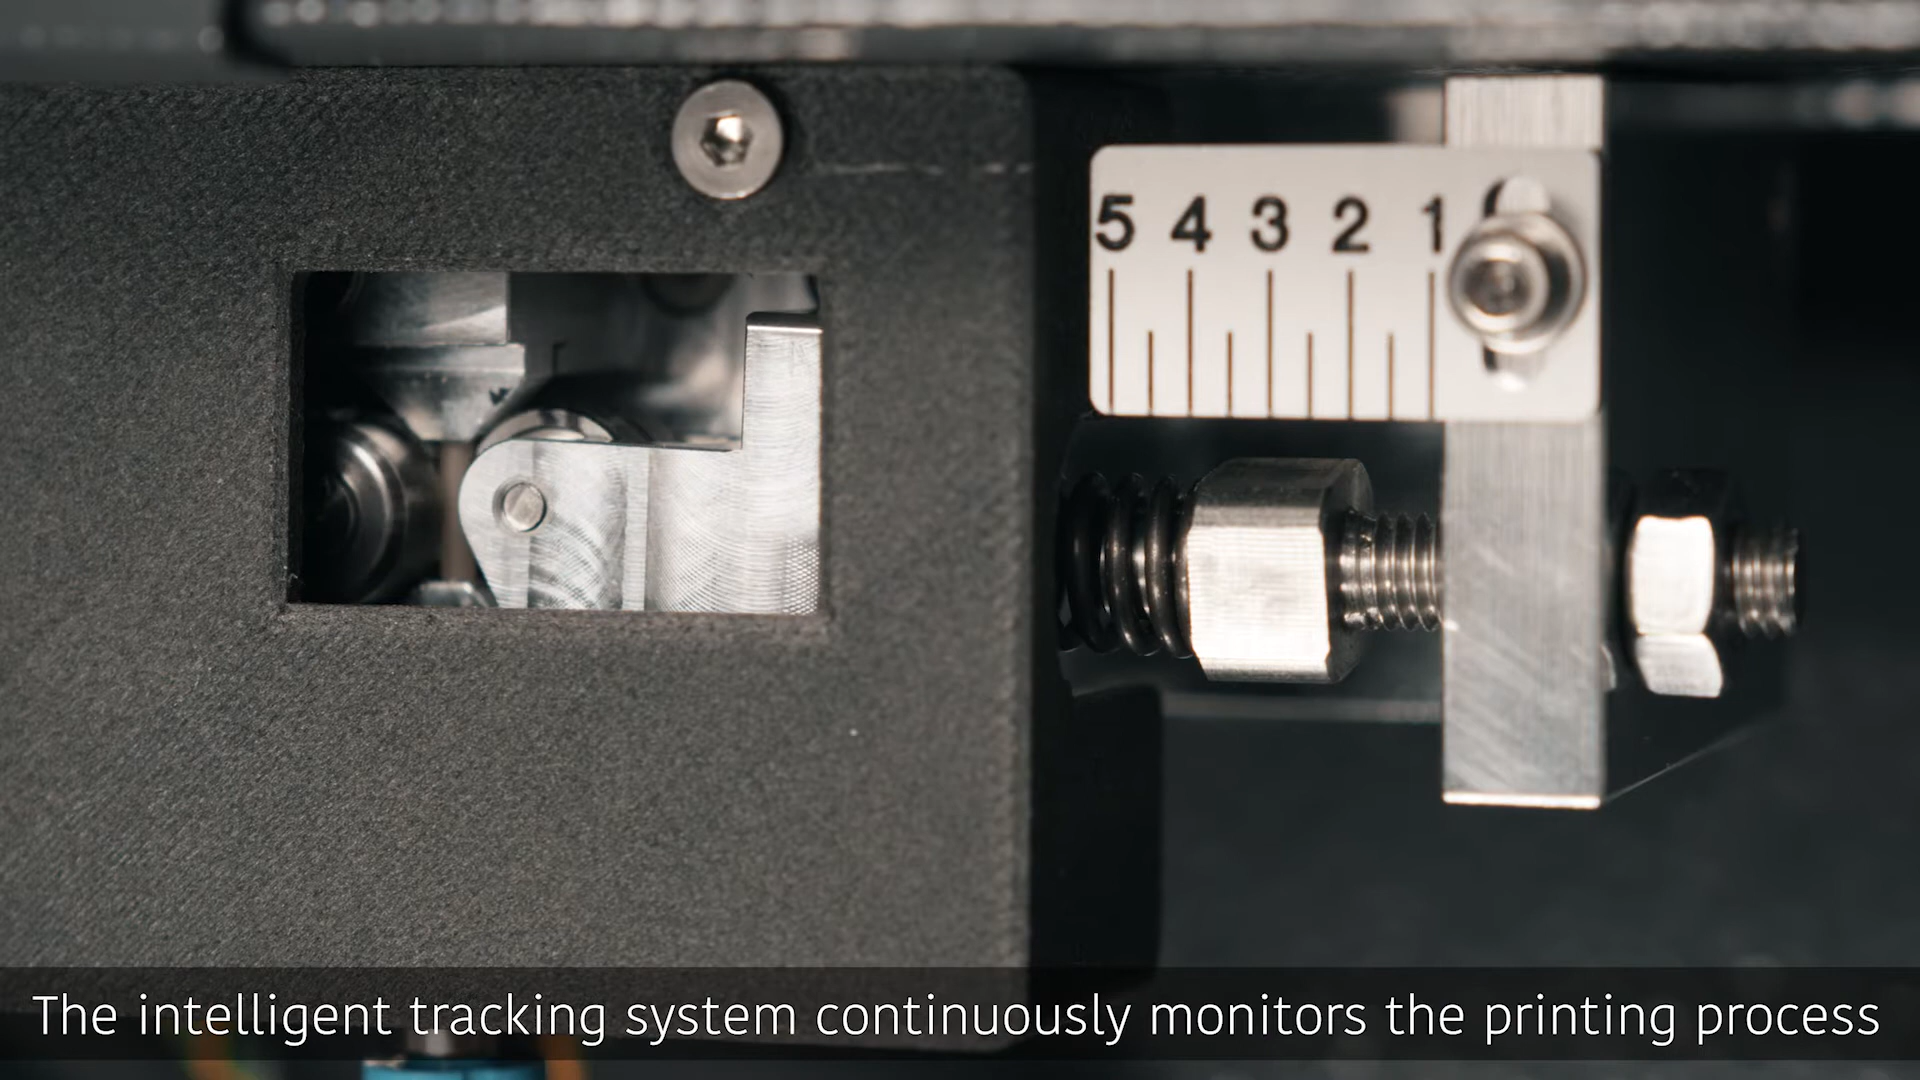 5 4 3 2 1
The intelligent tracking system continuously monitors the printing process